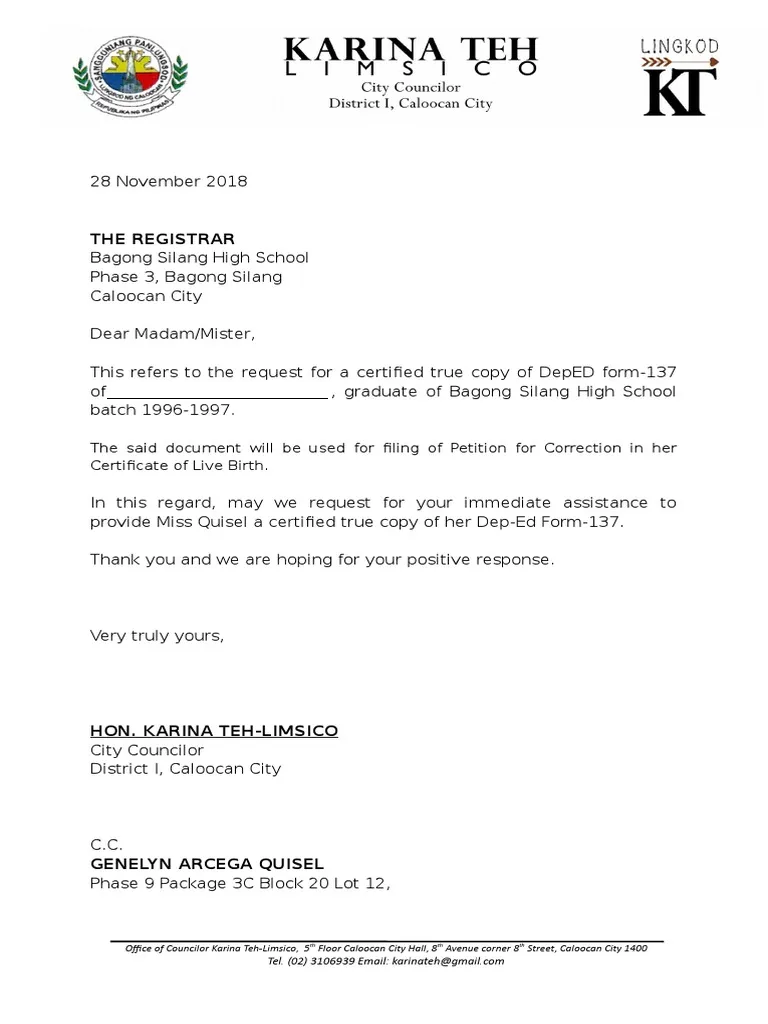 SANGGUNIANG PANLUNGSOD
LUNGSOD NG CALOOCAN
REPUBLIKA NG PILIPINAS
KARINA TEH
LIMSICO
City Councilor
District I, Caloocan City
LINGKOD
KT
28 November 2018
THE REGISTRAR
Bagong Silang High School
Phase 3, Bagong Silang
Caloocan City
Dear Madam/Mister,
This refers to the request for a certified true copy of DepED form-137
of__________________________, graduate of Bagong Silang High School
batch 1996-1997.
The said document will be used for filing of Petition for Correction in her
Certificate of Live Birth.
In this regard, may we request for your immediate assistance to
provide Miss Quisel a certified true copy of her Dep-Ed Form-137.
Thank you and we are hoping for your positive response.
Very truly yours,
HON. KARINA TEH-LIMSICO
City Councilor
District I, Caloocan City
C.C.
GENELYN ARCEGA QUISEL
Phase 9 Package 3C Block 20 Lot 12,
Office of Councilor Karina Teh-Limsico, 5th Floor Caloocan City Hall, 8th Avenue corner 8th Street, Caloocan City 1400
Tel. (02) 3106939 Email: karinateh@gmail.com